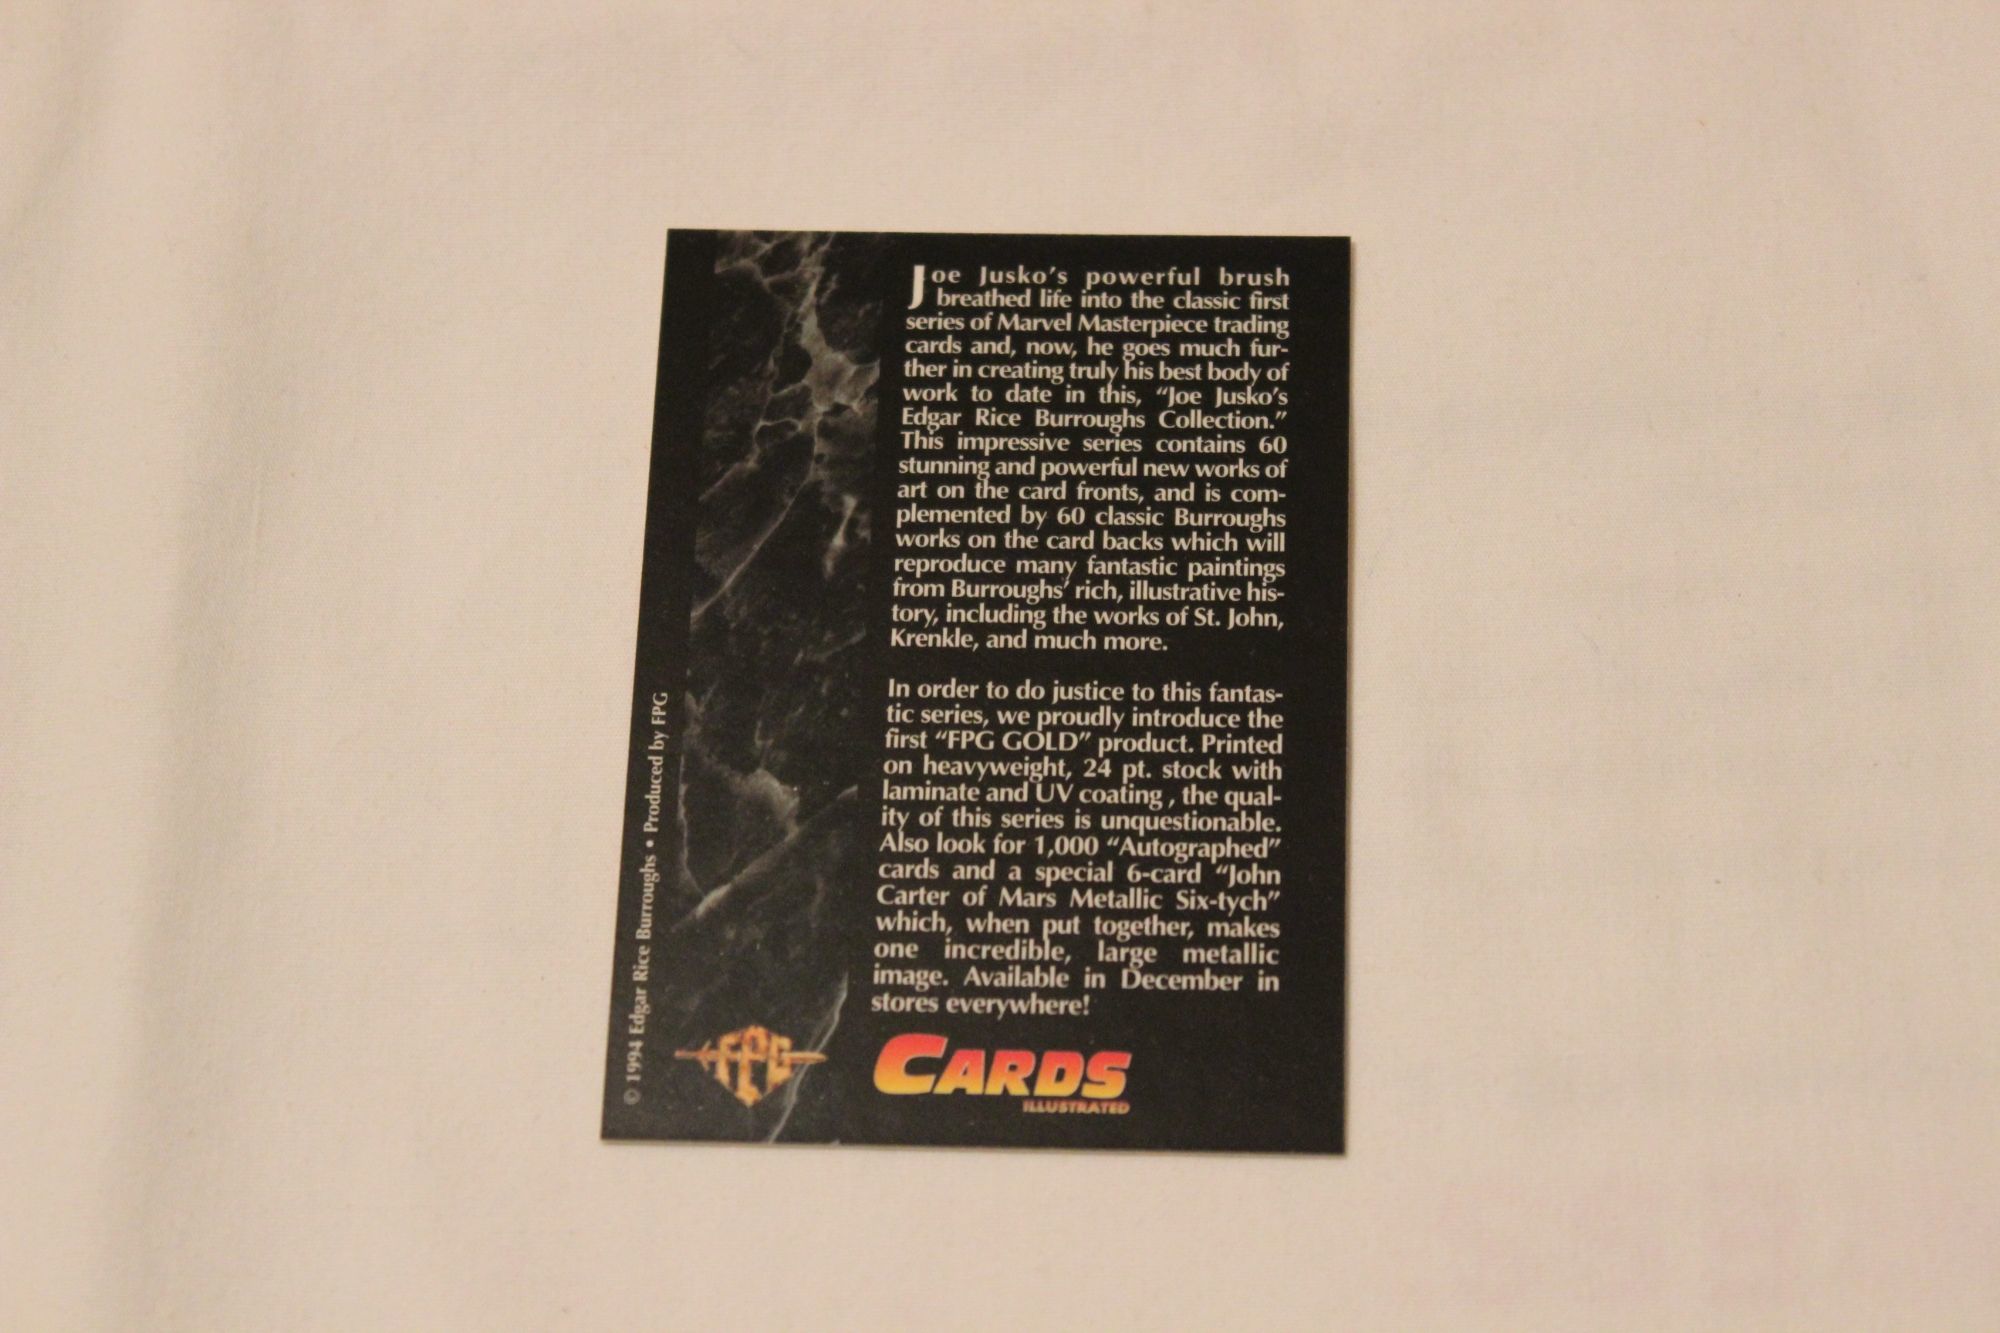 Joe Jusko's powerful brush
breathed life into the classic first
series of Marvel Masterpiece trading
cards and, now, he goes much fur-
ther in creating truly his best body of
work to date in this, “Joe Jusko's
Edgar Rice Burroughs Collection.”
This impressive series contains 60
stunning and powerful new works of
art on the card fronts, and is com-
plemented by 60 classic Burroughs
works on the card backs which will
reproduce many fantastic paintings
from Burroughs' rich, illustrative his-
tory, including the works of St. John,
Krenkle, and much more.
In order to do justice to this fantas-
tic series, we proudly introduce the
first “FPG GOLD” product. Printed
on heavyweight, 24 pt. stock with
laminate and UV coating , the qual-
ity of this series is unquestionable.
Also look for 1,000 “Autographed”
cards and a special 6-card “John
Carter of Mars Metallic Six-tych”
which, when put together, makes
one incredible, large metallic
image. Available in December in
stores everywhere!
© 1994 Edgar Rice Burroughs • Produced by FPG
FPG
CARDS
ILLUSTRATED